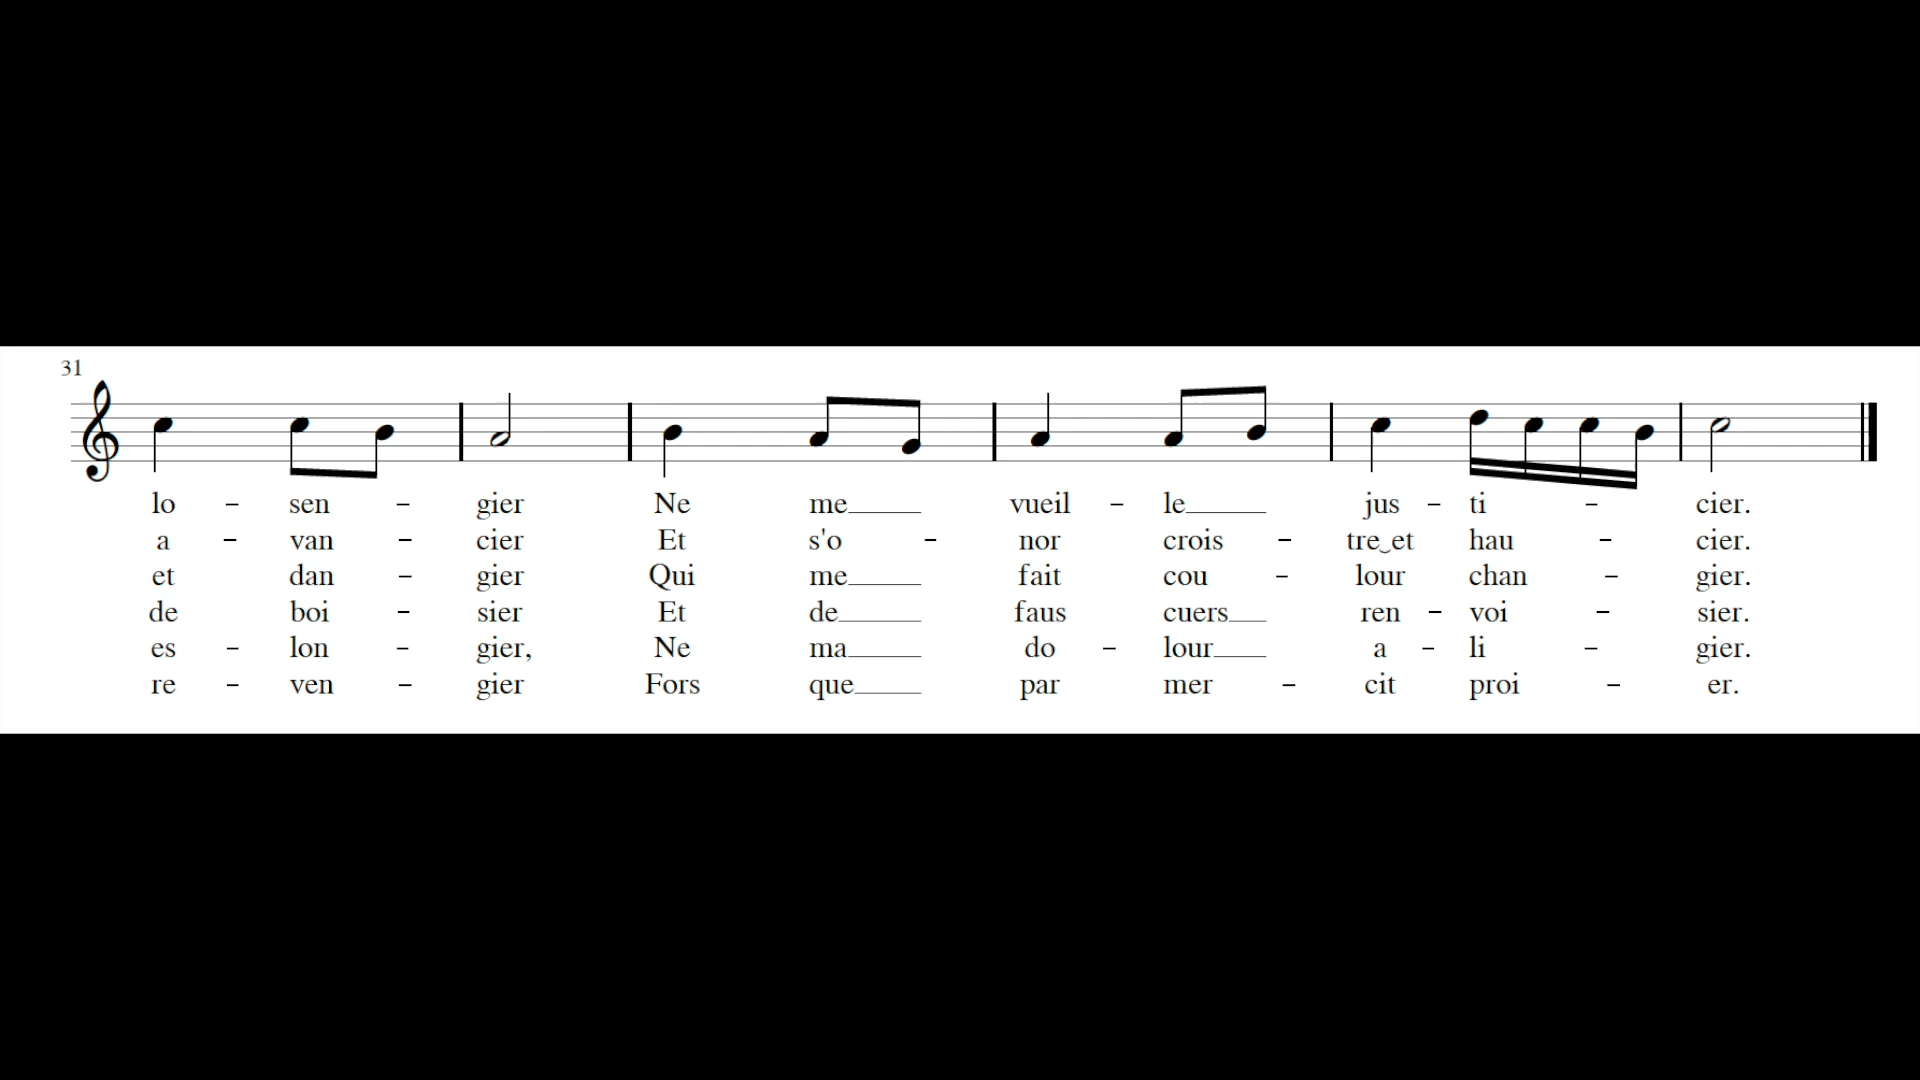 31
lo - sen - gier Ne me vueil - le jus - ti - cier.
a - van - cier Et s'o - nor crois - tre‿et hau - cier.
et dan - gier Qui me fait cou - lour chan - gier.
de boi - sier Et de faus cuers ren - voi - sier.
es - lon - gier, Ne ma do - lour a - li - gier.
re - ven - gier Fors que par mer - cit proi - er.